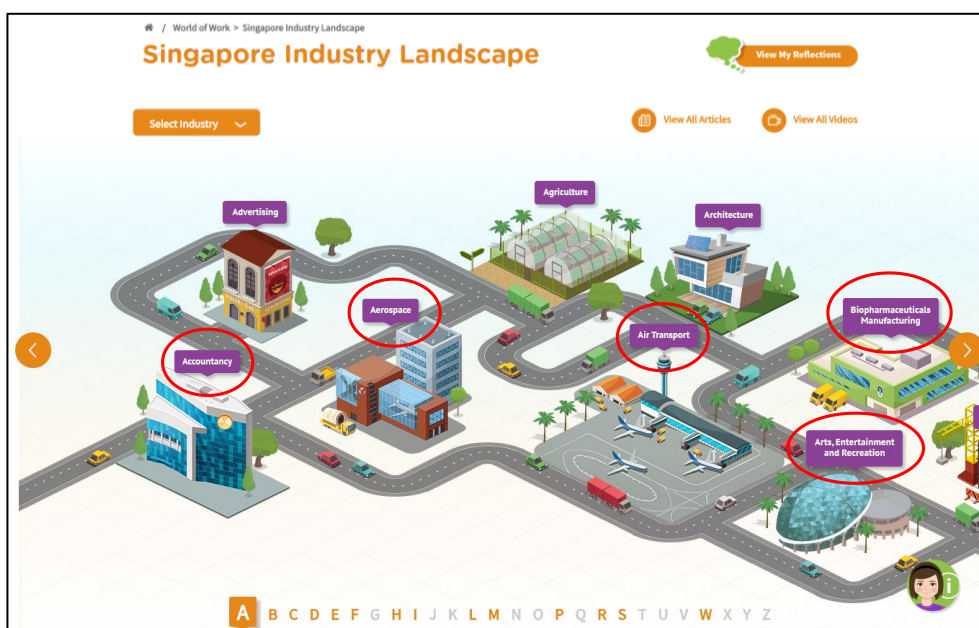 / World of Work > Singapore Industry Landscape
Singapore Industry Landscape
View My Reflections
Select Industry
View All Articles
View All Videos
Agriculture
Advertising
Architecture
Aerospace
Biopharmaceuticals
Manufacturing
Air Transport
Accountancy
Arts, Entertainment
and Recreation
A B C D E F G H I J K L M N O P Q R S T U V W X Y Z